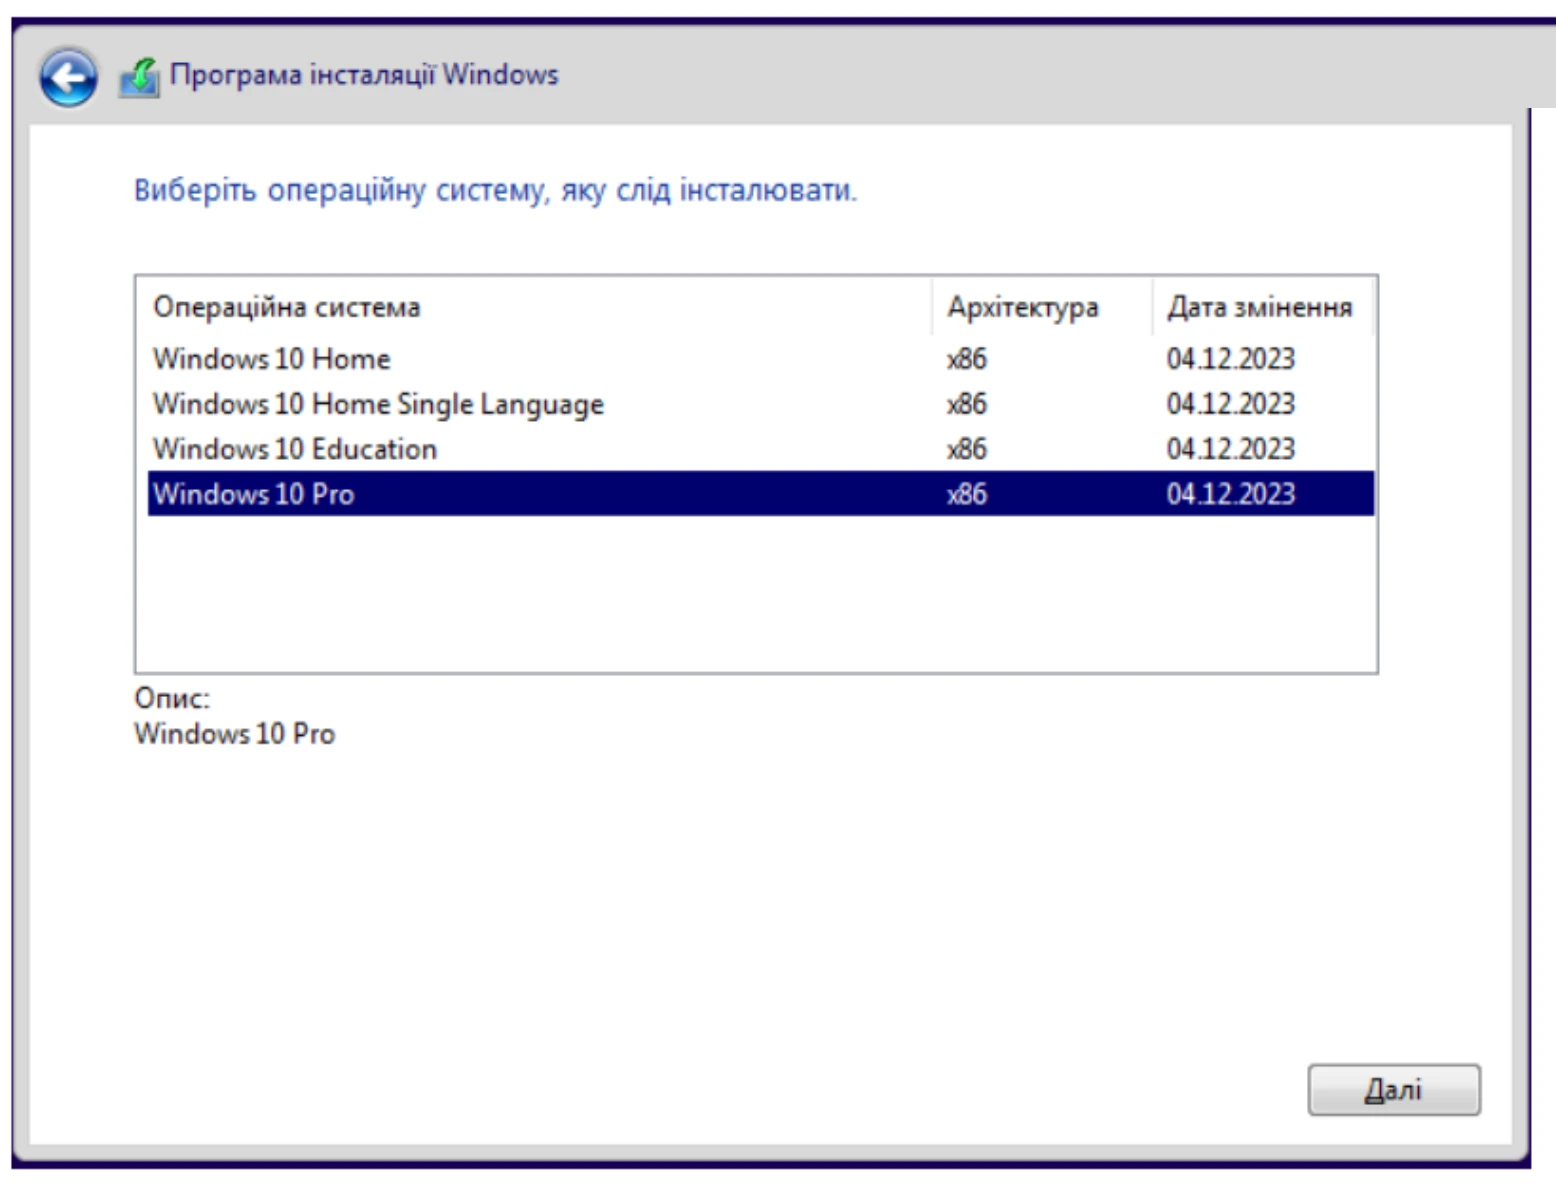 Програма інсталяції Windows
Виберіть операційну систему, яку слід інсталювати.
Операційна система Архітектура Дата змінення
Windows 10 Home x86 04.12.2023
Windows 10 Home Single Language x86 04.12.2023
Windows 10 Education x86 04.12.2023
Windows 10 Pro x86 04.12.2023
Опис:
Windows 10 Pro
Далі